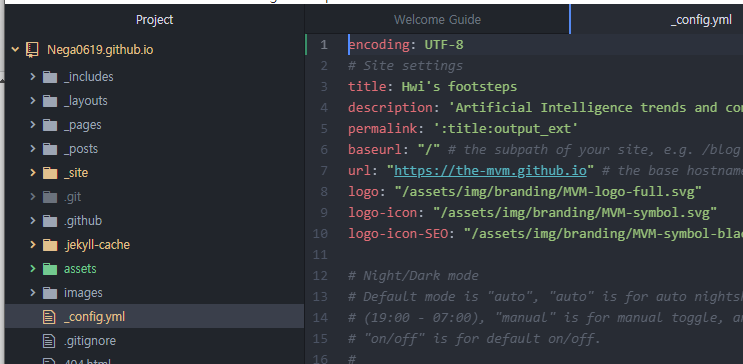 Project
Nega0619.github.io
_includes
_layouts
_pages
_posts
_site
.git
.github
.jekyll-cache
assets
images
_config.yml
.gitignore
404.html
Welcome Guide
_config.yml
1 encoding: UTF-8
2 # Site settings
3 title: Hwi's footsteps
4 description: 'Artificial Intelligence trends and
5 permalink: ':title:output_ext'
6 baseurl: "/" # the subpath of your site, e.g. /blog
7 url: "https://the-mvm.github.io" # the base hostname
8 logo: "/assets/img/branding/MVM-logo-full.svg"
9 logo-icon: "/assets/img/branding/MVM-symbol.svg"
10 logo-icon-SEO: "/assets/img/branding/MVM-symbol-bla
11
12 # Night/Dark mode
13 # Default mode is "auto", "auto" is for auto nightsh
14 # (19:00 - 07:00), "manual" is for manual toggle, an
15 # "on/off" is for default on/off.
16 #